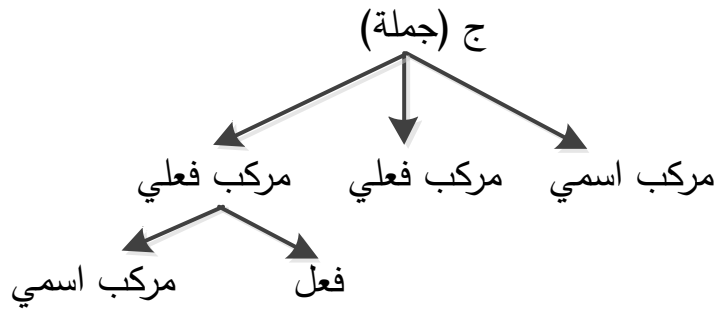 ج (جملة)
مركب اسمي مركب فعلي مركب فعلي
فعل مركب اسمي